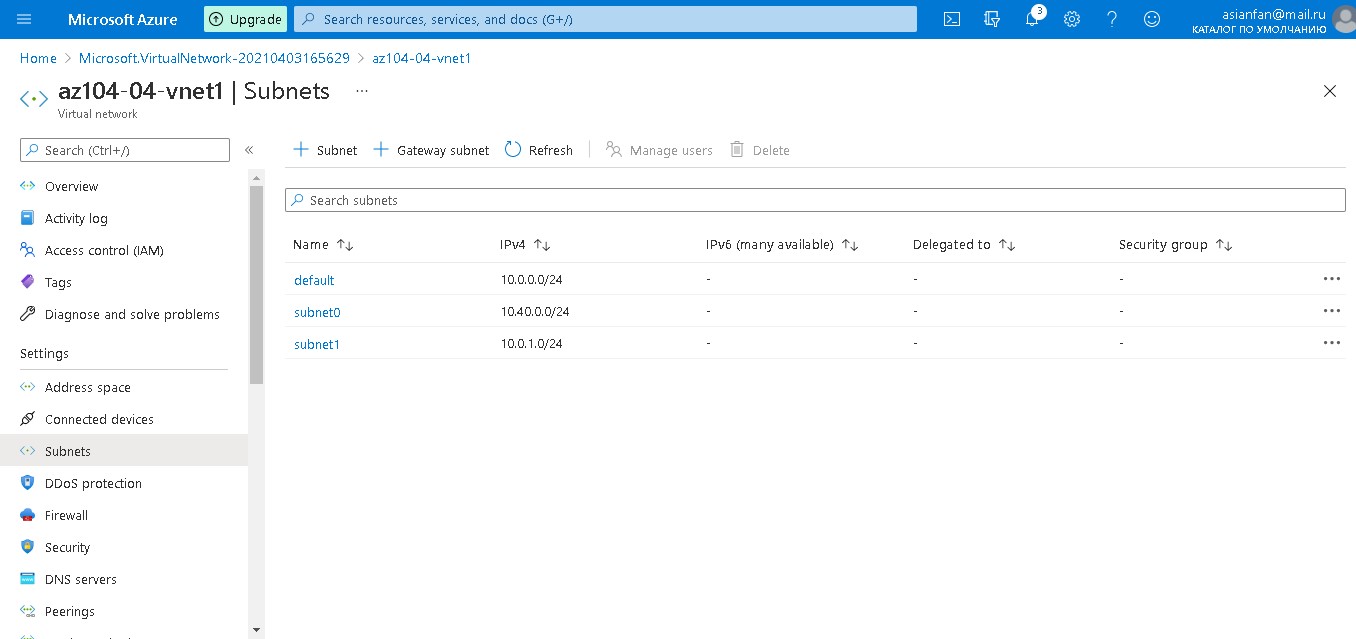 Microsoft Azure
Upgrade
Search resources, services, and docs (G+/)
3
asianfan@mail.ru
КАТАЛОГ ПО УМОЛЧАНИЮ
Home > Microsoft.VirtualNetwork-20210403165629 > az104-04-vnet1
az104-04-vnet1 | Subnets ...
Virtual network
Search (Ctrl+/)
«
Overview
Activity log
Access control (IAM)
Tags
Diagnose and solve problems
Settings
Address space
Connected devices
Subnets
DDoS protection
Firewall
Security
DNS servers
Peerings
+ Subnet + Gateway subnet Refresh Manage users Delete
Search subnets
Name ↑↓ IPv4 ↑↓ IPv6 (many available) ↑↓ Delegated to ↑↓ Security group ↑↓
default 10.0.0.0/24 - - - ...
subnet0 10.40.0.0/24 - - - ...
subnet1 10.0.1.0/24 - - - ...